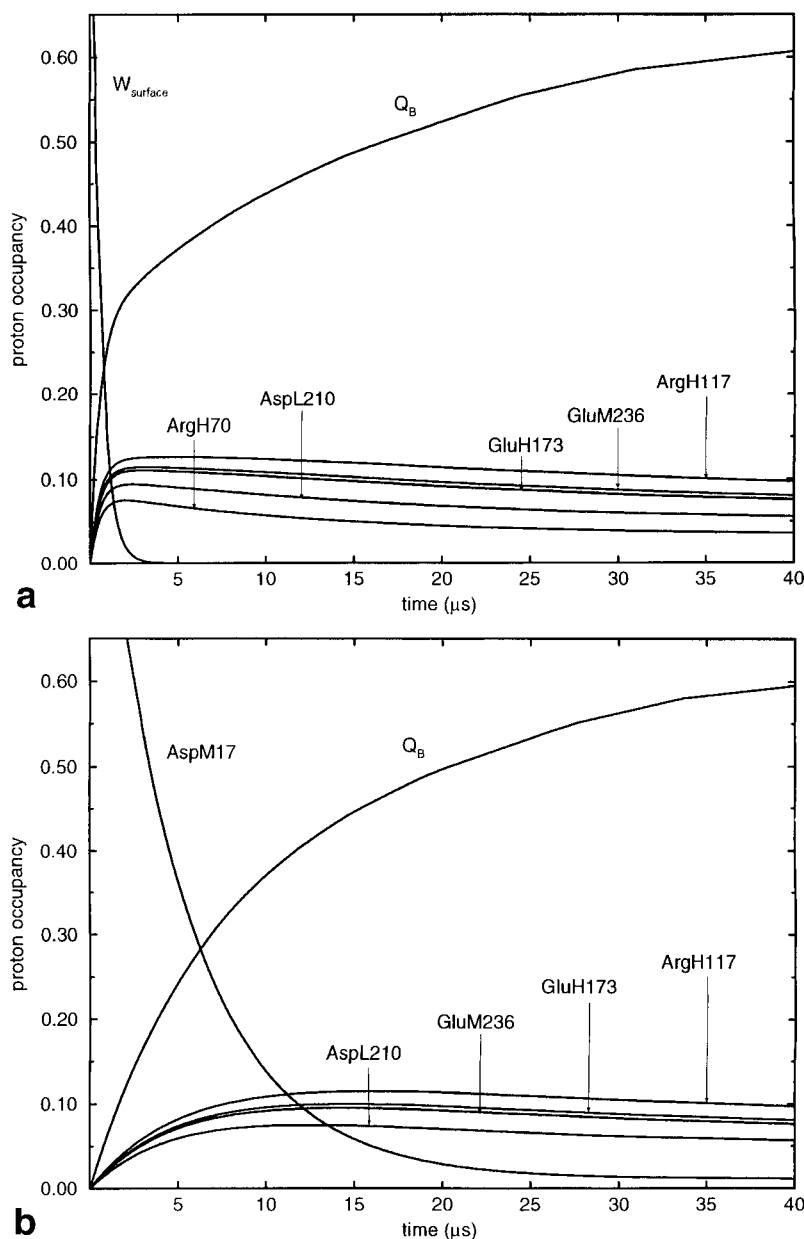 0.60
0.50
0.40
0.30
0.20
0.10
0.00
proton occupancy
W surface
Q B
ArgH70
AspL210
GluH173
GluM236
ArgH117
5 10 15 20 25 30 35 40
time (µs)
a
0.60
0.50
0.40
0.30
0.20
0.10
0.00
proton occupancy
AspM17
Q B
AspL210
GluM236
GluH173
ArgH117
5 10 15 20 25 30 35 40
time (µs)
b